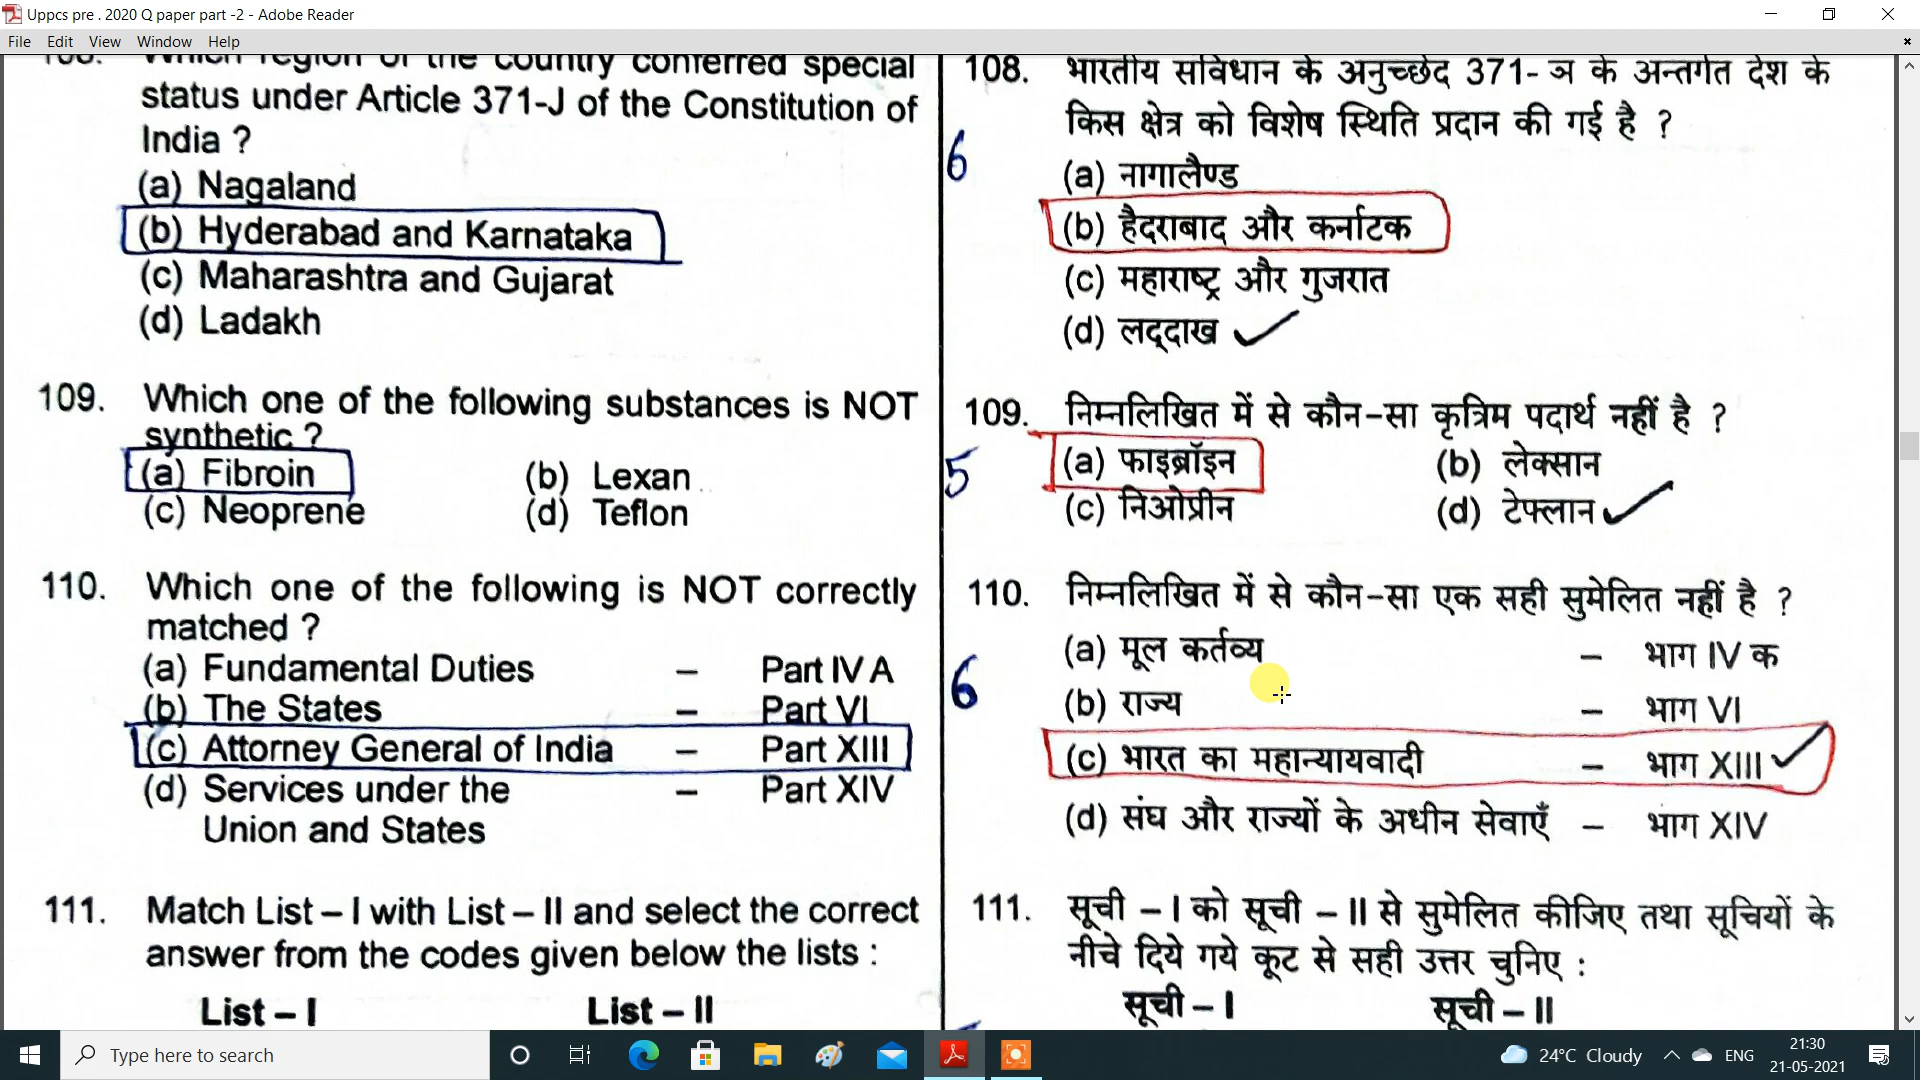 Uppcs pre . 2020 Q paper part -2 - Adobe Reader
File Edit View Window Help
108. Which region of the country conferred special
status under Article 371-J of the Constitution of
India ?
(a) Nagaland
(b) Hyderabad and Karnataka
(c) Maharashtra and Gujarat
(d) Ladakh
109. Which one of the following substances is NOT
synthetic ?
(a) Fibroin (b) Lexan
(c) Neoprene (d) Teflon
110. Which one of the following is NOT correctly
matched ?
(a) Fundamental Duties – Part IV A
(b) The States – Part VI
(c) Attorney General of India – Part XIII
(d) Services under the – Part XIV
Union and States
111. Match List – I with List – II and select the correct
answer from the codes given below the lists :
List – I List – II
6
5
6
108. भारतीय संविधान के अनुच्छेद 371- ञ के अन्तर्गत देश के
किस क्षेत्र को विशेष स्थिति प्रदान की गई है ?
(a) नागालैण्ड
(b) हैदराबाद और कर्नाटक
(c) महाराष्ट्र और गुजरात
(d) लद्दाख
109. निम्नलिखित में से कौन-सा कृत्रिम पदार्थ नहीं है ?
(a) फाइब्रॉइन (b) लेक्सान
(c) निओप्रीन (d) टेफ्लान
110. निम्नलिखित में से कौन-सा एक सही सुमेलित नहीं है ?
(a) मूल कर्तव्य – भाग IV क
(b) राज्य – भाग VI
(c) भारत का महान्यायवादी – भाग XIII
(d) संघ और राज्यों के अधीन सेवाएँ – भाग XIV
111. सूची – I को सूची – II से सुमेलित कीजिए तथा सूचियों के
नीचे दिये गये कूट से सही उत्तर चुनिए :
सूची – I सूची – II
Type here to search
24°C Cloudy
ENG
21:30
21-05-2021